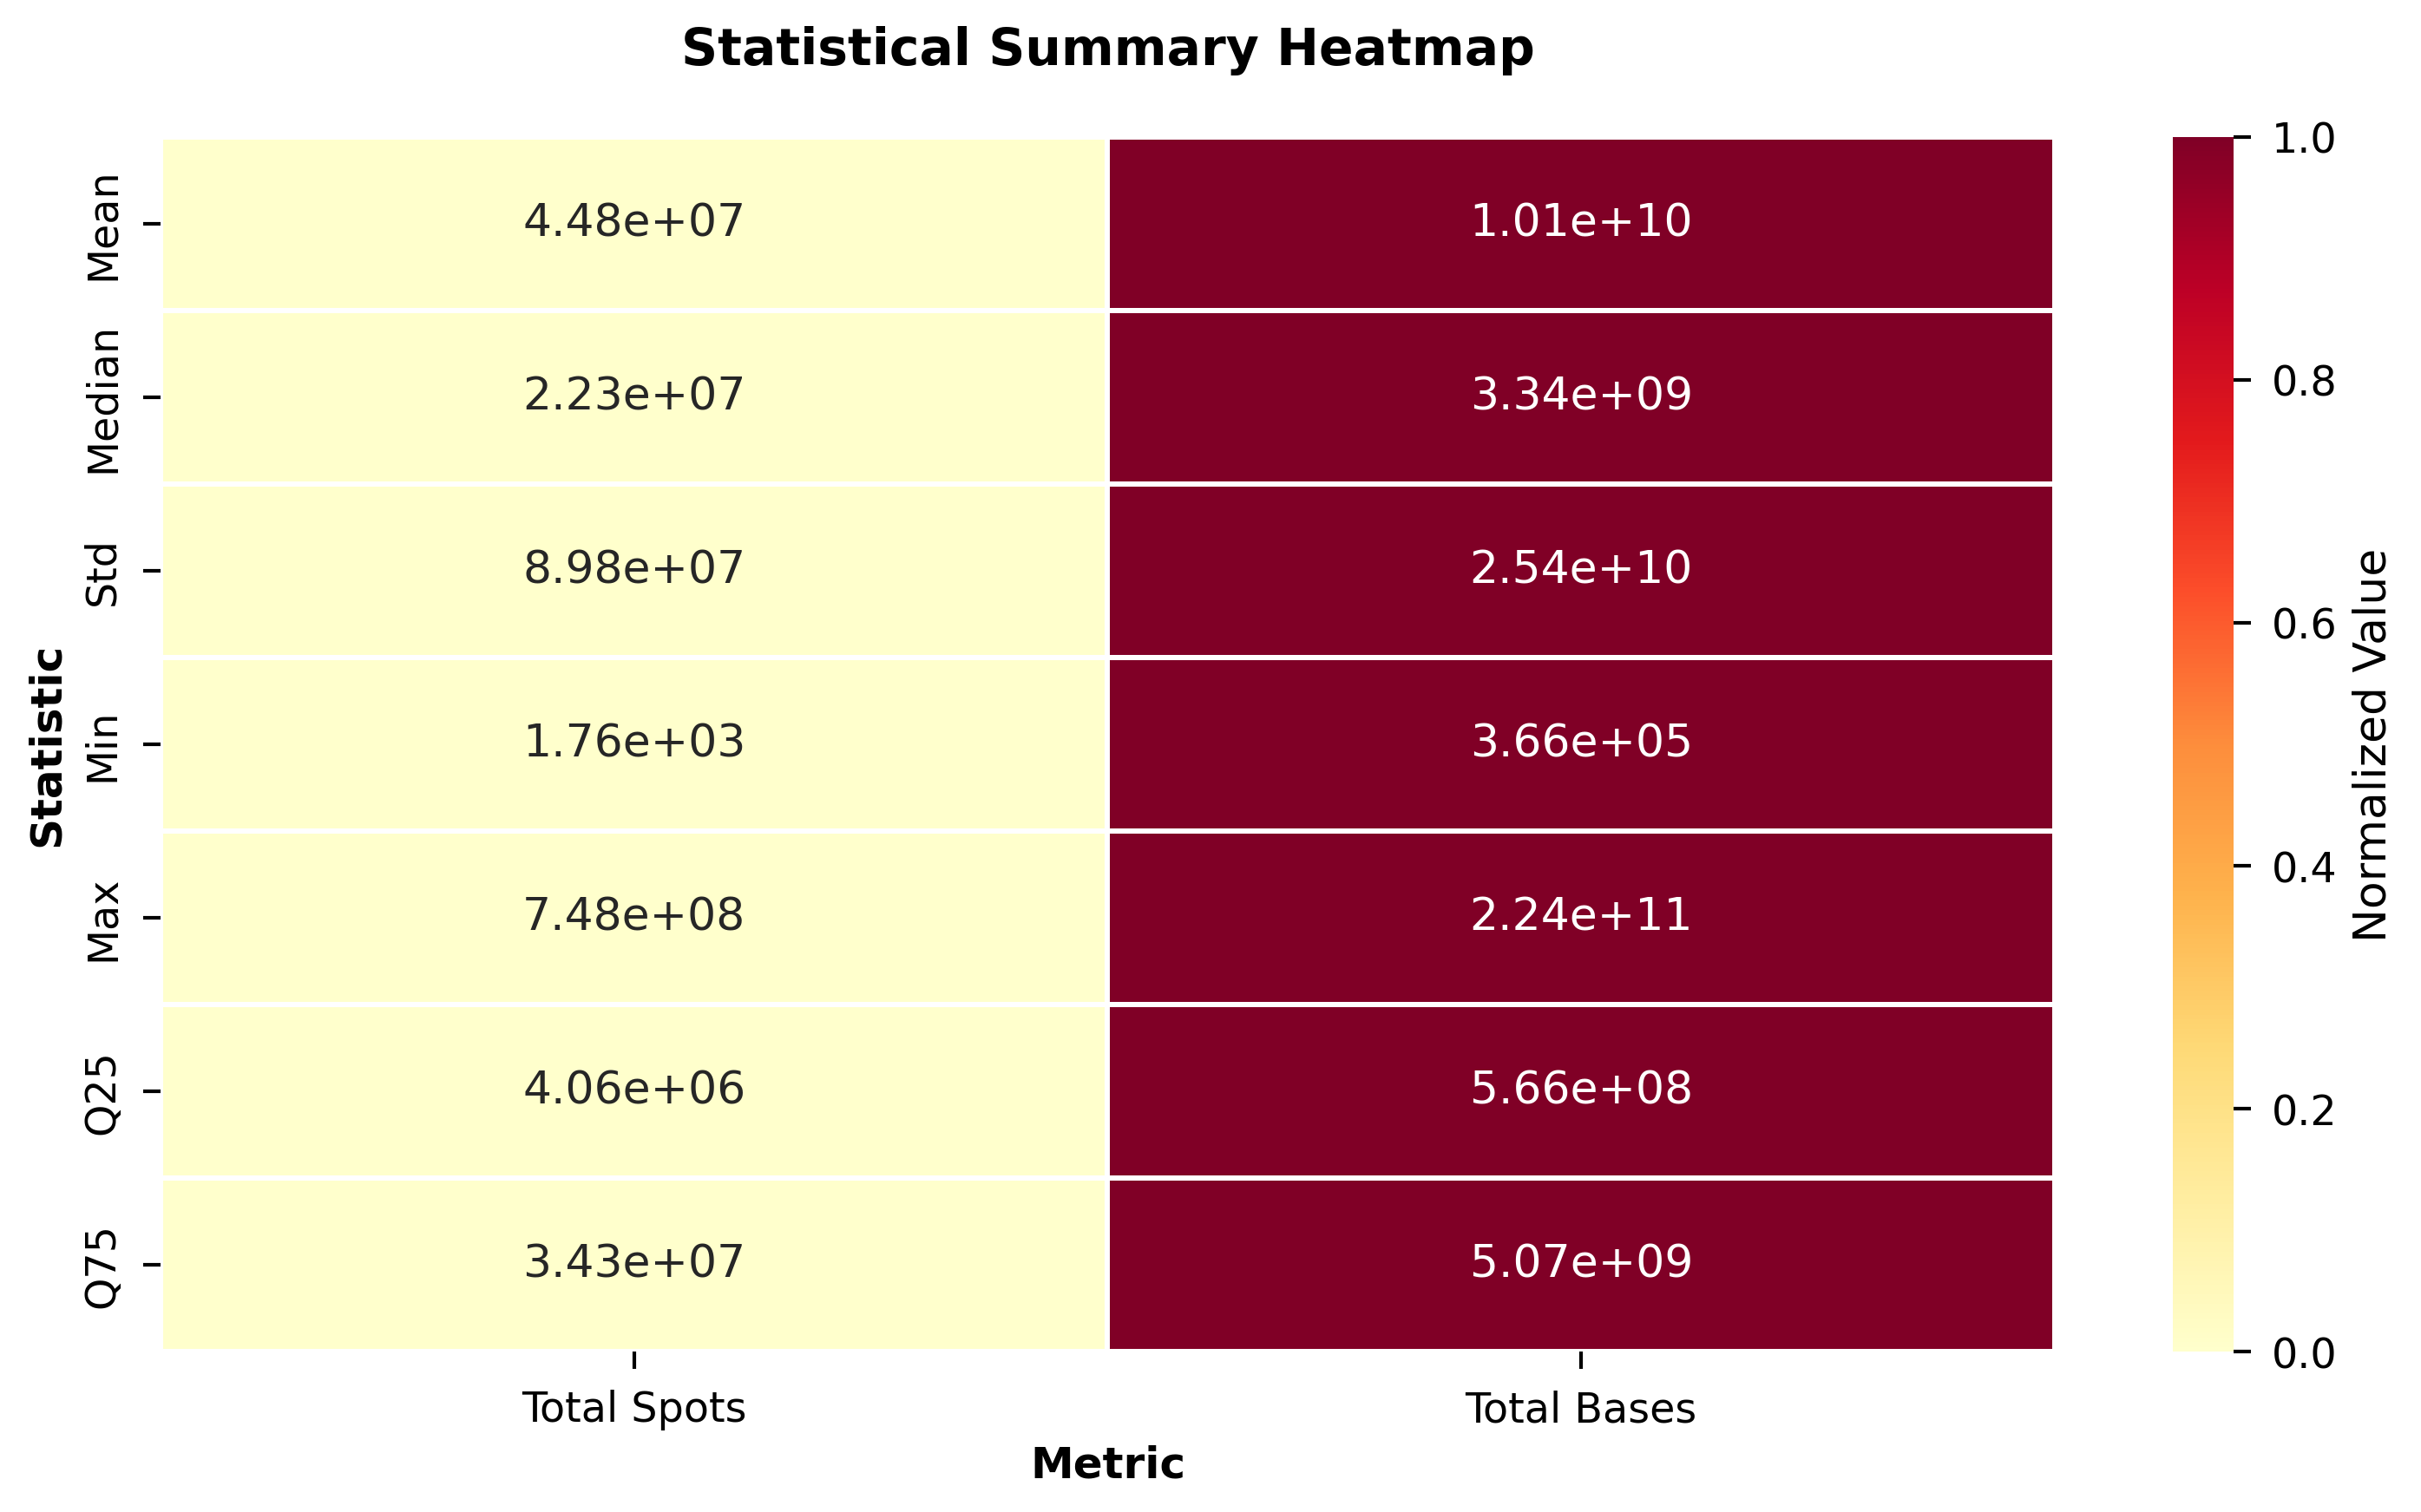 Statistical Summary Heatmap
Statistic
Mean 4.48e+07 1.01e+10
Median 2.23e+07 3.34e+09
Std 8.98e+07 2.54e+10
Min 1.76e+03 3.66e+05
Max 7.48e+08 2.24e+11
Q25 4.06e+06 5.66e+08
Q75 3.43e+07 5.07e+09
Total Spots Total Bases
Metric
1.0
0.8
0.6
0.4
0.2
0.0
Normalized Value